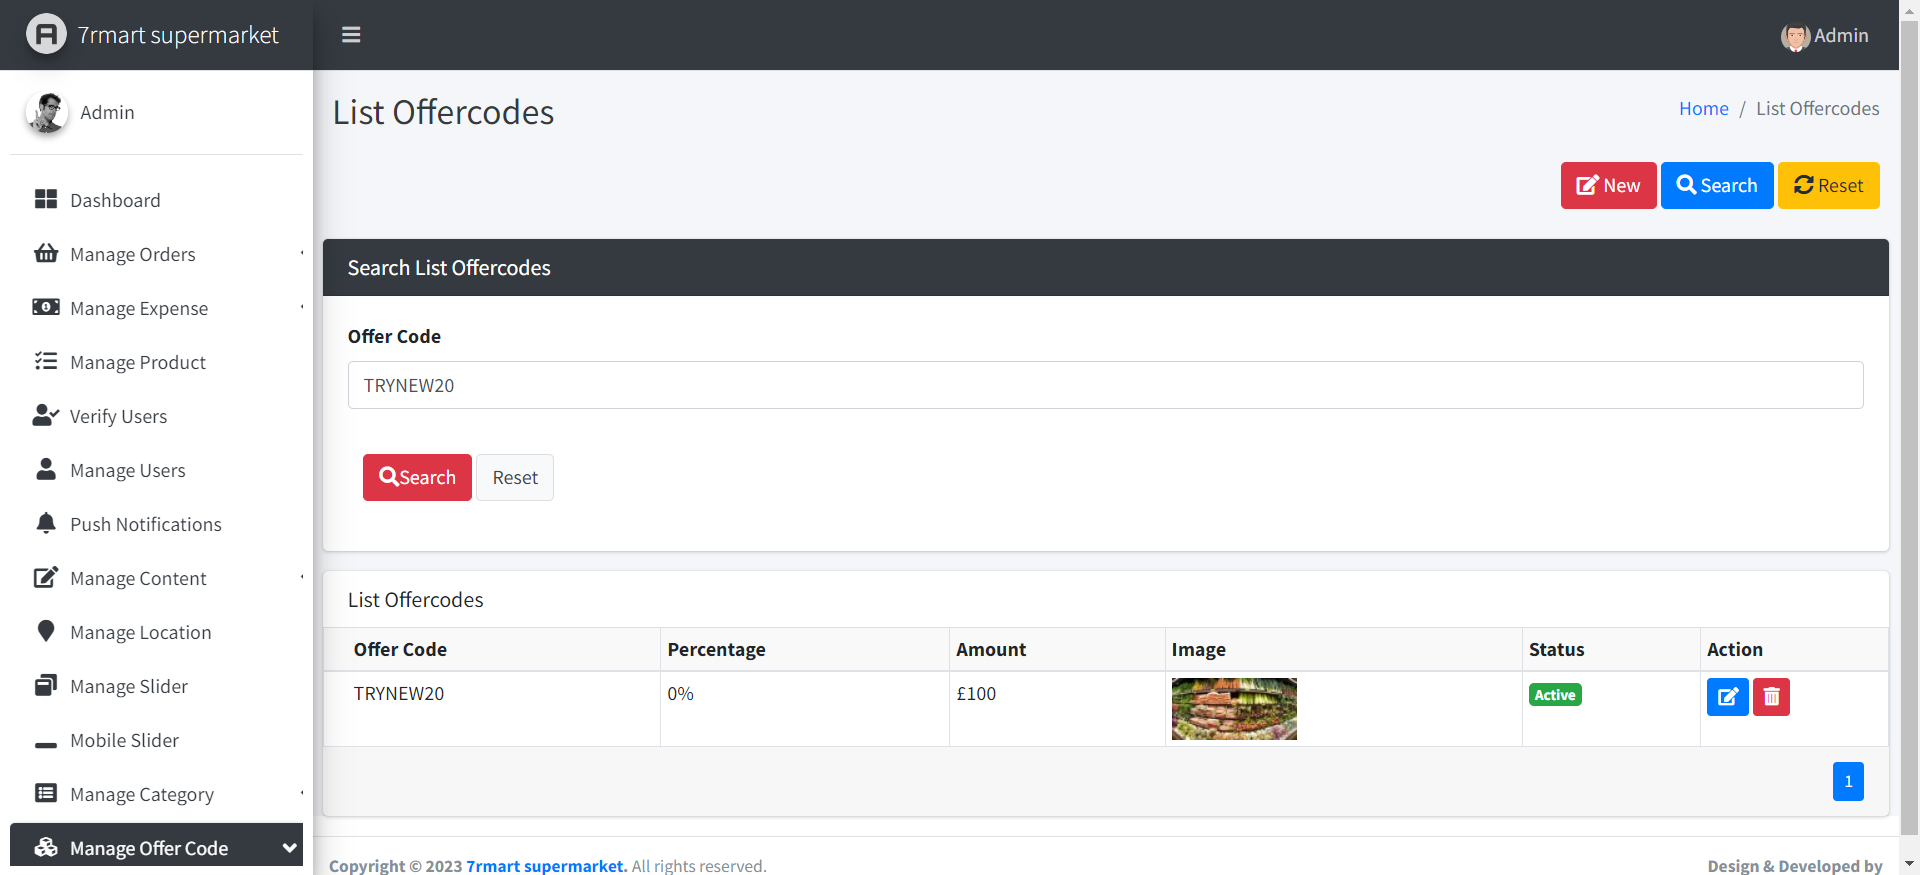 7rmart supermarket
Admin
Admin
Dashboard
Manage Orders
Manage Expense
Manage Product
Verify Users
Manage Users
Push Notifications
Manage Content
Manage Location
Manage Slider
Mobile Slider
Manage Category
Manage Offer Code
List Offercodes
Home / List Offercodes
New Search Reset
Search List Offercodes
Offer Code
TRYNEW20
Search Reset
List Offercodes
Offer Code Percentage Amount Image Status Action
TRYNEW20 0% £100 Active
1
Copyright © 2023 7rmart supermarket. All rights reserved.
Design & Developed by